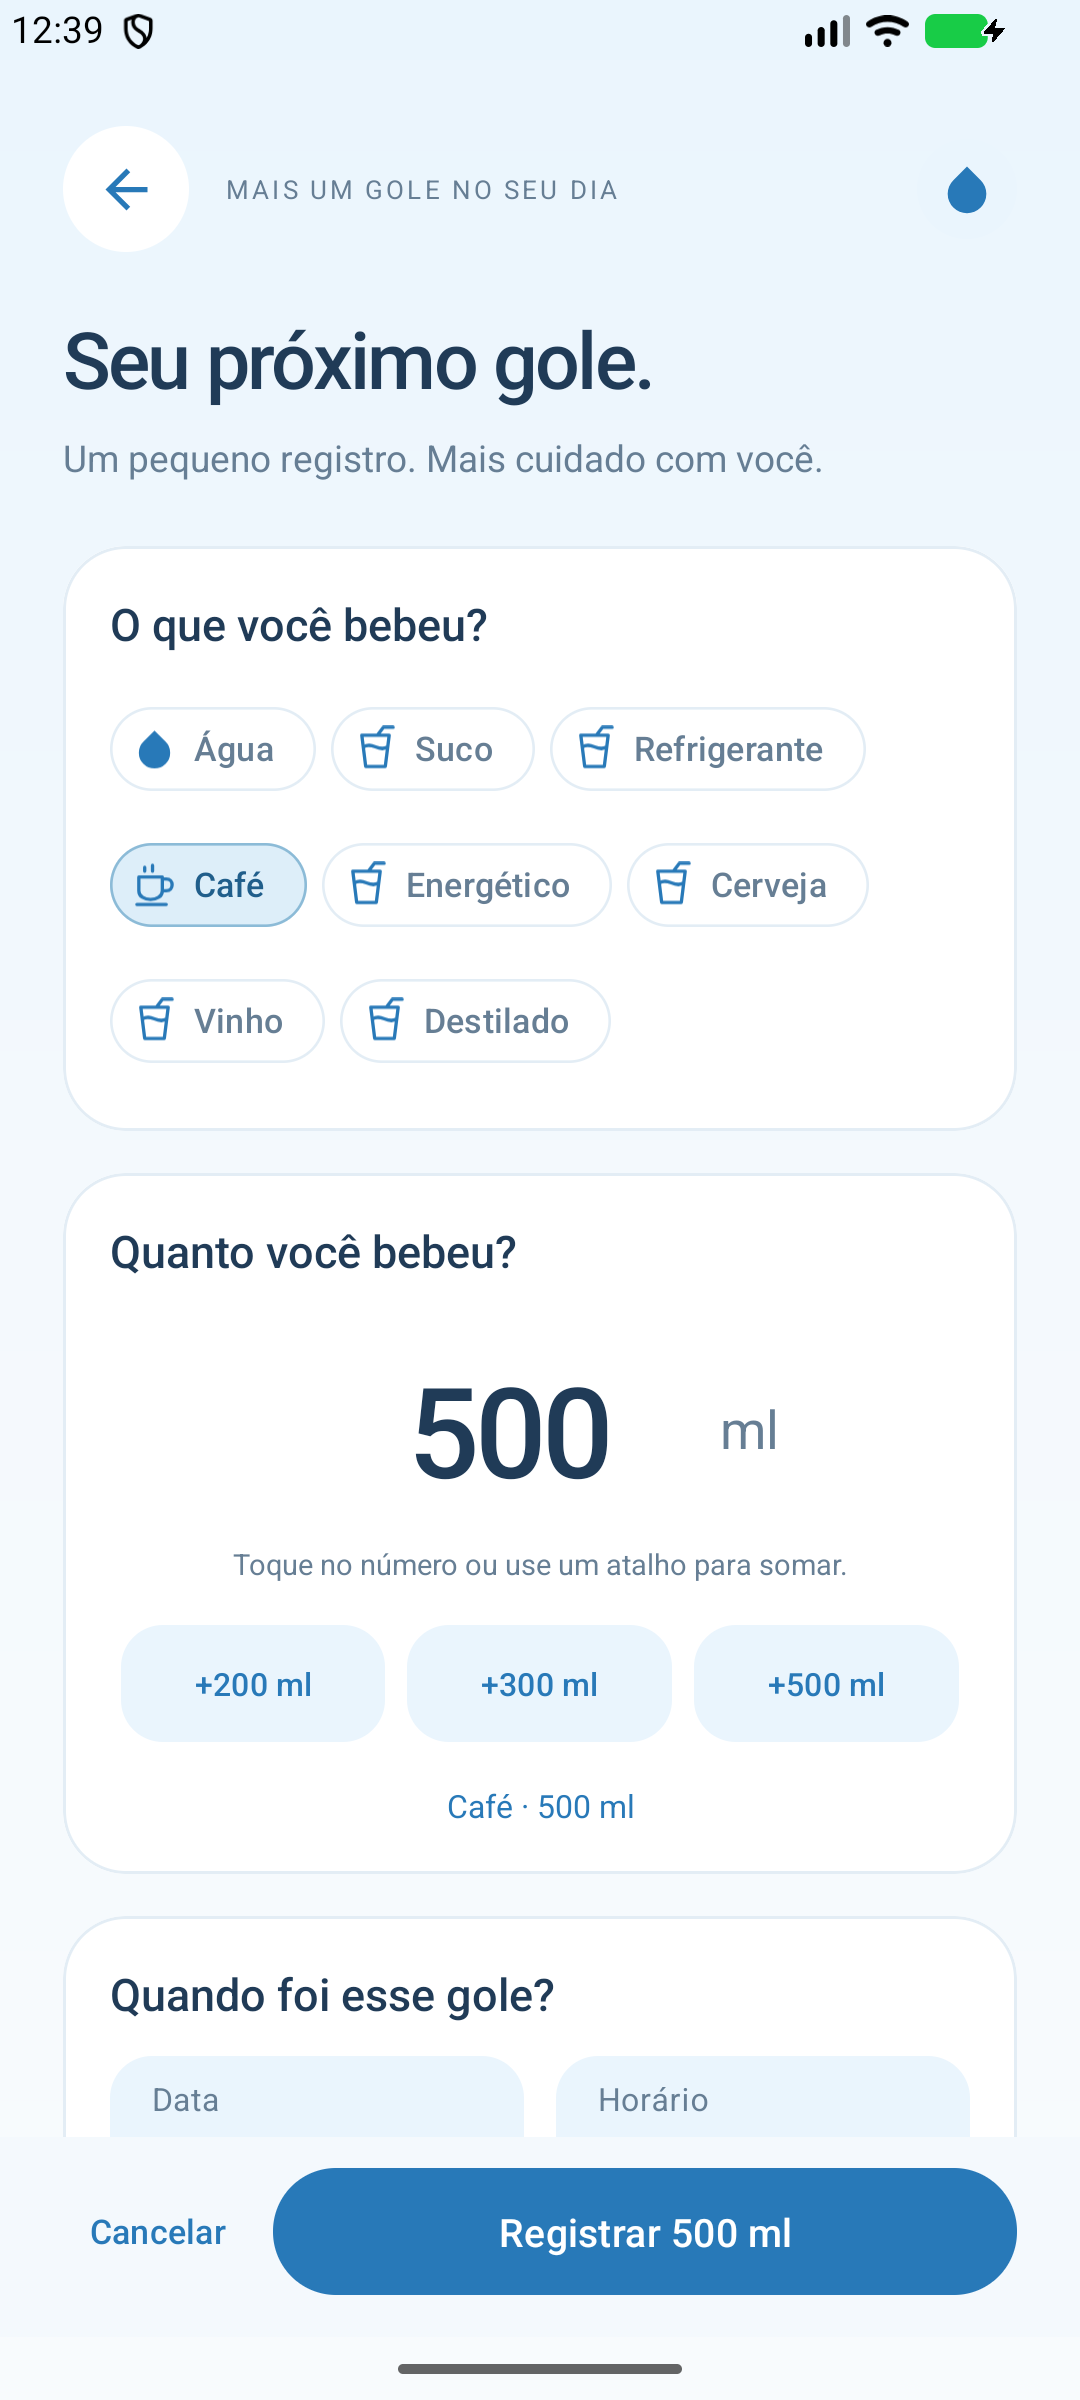 12:39
MAIS UM GOLE NO SEU DIA
Seu próximo gole.
Um pequeno registro. Mais cuidado com você.
O que você bebeu?
Água Suco Refrigerante
Café Energético Cerveja
Vinho Destilado
Quanto você bebeu?
500 ml
Toque no número ou use um atalho para somar.
+200 ml +300 ml +500 ml
Café · 500 ml
Quando foi esse gole?
Data Horário
Cancelar Registrar 500 ml